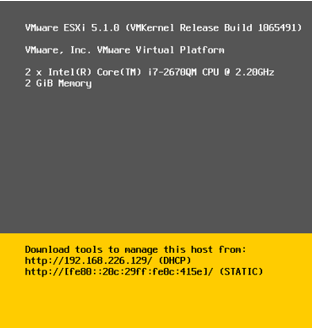 VMware ESXi 5.1.0 (VMKernel Release Build 1065491)
VMware, Inc. VMware Virtual Platform
2 x Intel(R) Core(TM) i7-2670QM CPU @ 2.20GHz
2 GiB Memory
Download tools to manage this host from:
http://192.168.226.129/ (DHCP)
http://[fe80::20c:29ff:fe0c:415e]/ (STATIC)